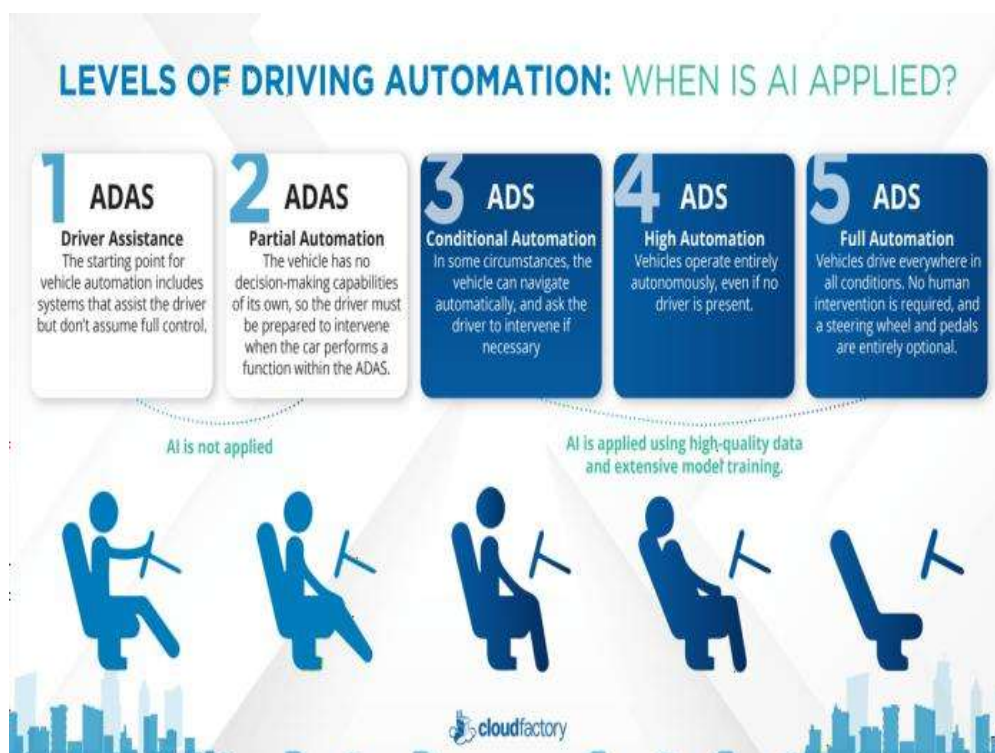 LEVELS OF DRIVING AUTOMATION: WHEN IS AI APPLIED?
1 ADAS
Driver Assistance
The starting point for
vehicle automation includes
systems that assist the driver
but don't assume full control.
2 ADAS
Partial Automation
The vehicle has no
decision-making capabilities
of its own, so the driver must
be prepared to intervene
when the car performs a
function within the ADAS.
3 ADS
Conditional Automation
In some circumstances, the
vehicle can navigate
automatically, and ask the
driver to intervene if
necessary
4 ADS
High Automation
Vehicles operate entirely
autonomously, even if no
driver is present.
5 ADS
Full Automation
Vehicles drive everywhere in
all conditions. No human
intervention is required, and
a steering wheel and pedals
are entirely optional.
AI is not applied
AI is applied using high-quality data
and extensive model training.
cloudfactory